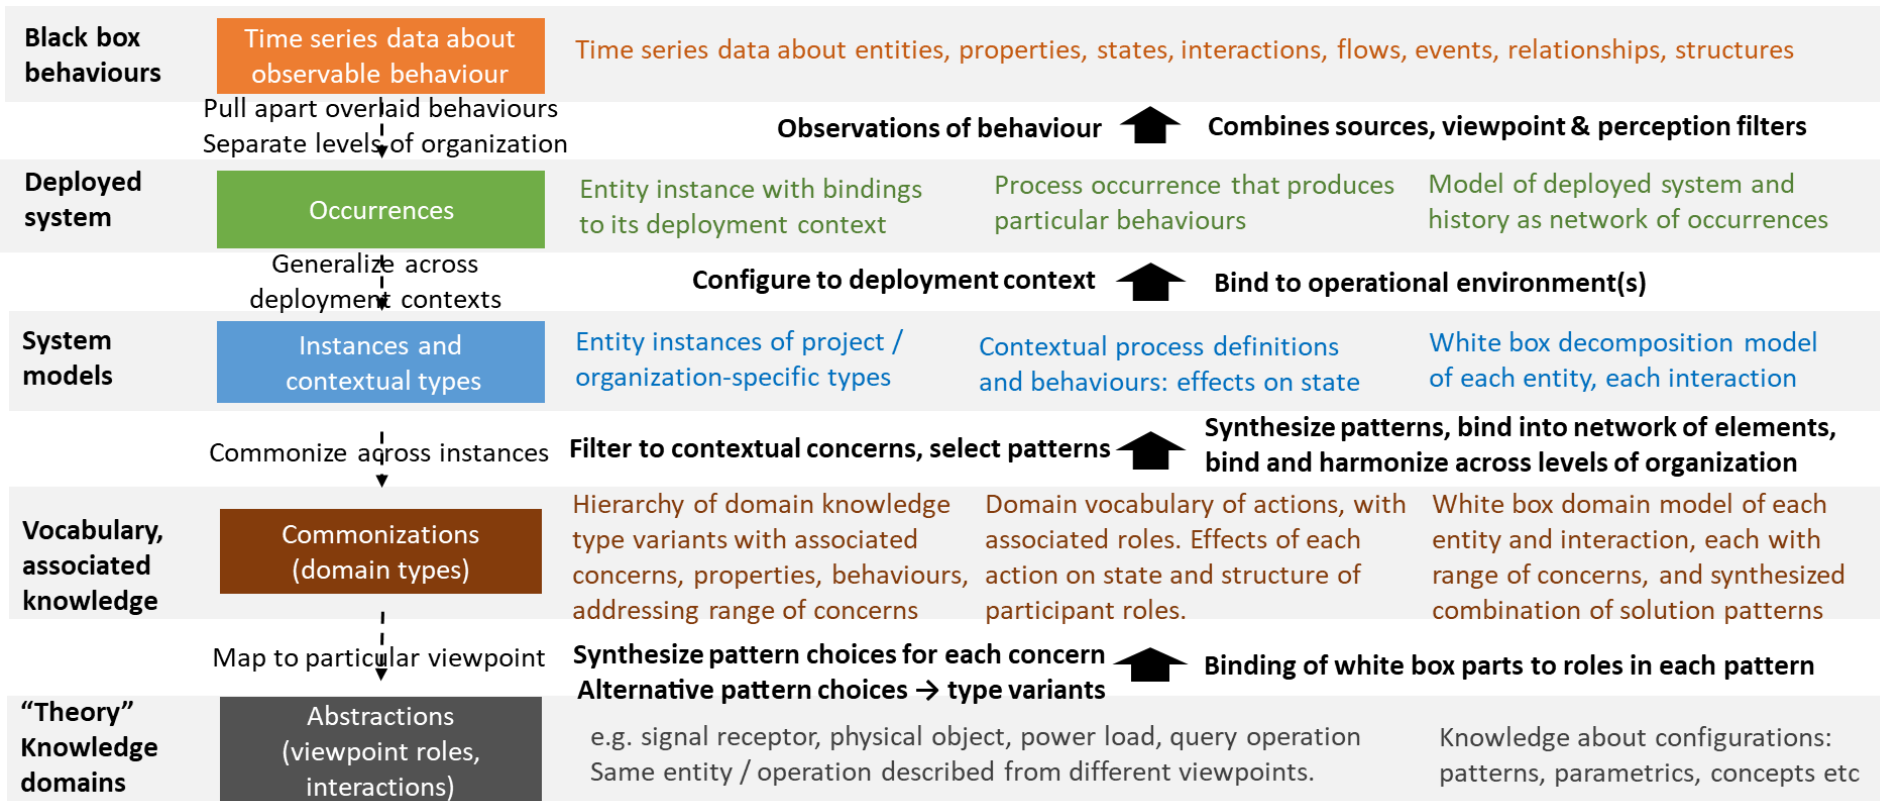 Black box
behaviours
Time series data about
observable behaviour
Time series data about entities, properties, states, interactions, flows, events, relationships, structures
Pull apart overlaid behaviours
Separate levels of organization
Observations of behaviour
Combines sources, viewpoint & perception filters
Deployed
system
Occurrences
Entity instance with bindings
to its deployment context
Process occurrence that produces
particular behaviours
Model of deployed system and
history as network of occurrences
Generalize across
deployment contexts
Configure to deployment context
Bind to operational environment(s)
System
models
Instances and
contextual types
Entity instances of project /
organization-specific types
Contextual process definitions
and behaviours: effects on state
White box decomposition model
of each entity, each interaction
Commonize across instances
Filter to contextual concerns, select patterns
Synthesize patterns, bind into network of elements,
bind and harmonize across levels of organization
Vocabulary,
associated
knowledge
Commonizations
(domain types)
Hierarchy of domain knowledge
type variants with associated
concerns, properties, behaviours,
addressing range of concerns
Domain vocabulary of actions, with
associated roles. Effects of each
action on state and structure of
participant roles.
White box domain model of each
entity and interaction, each with
range of concerns, and synthesized
combination of solution patterns
Map to particular viewpoint
Synthesize pattern choices for each concern
Alternative pattern choices → type variants
Binding of white box parts to roles in each pattern
“Theory”
Knowledge
domains
Abstractions
(viewpoint roles,
interactions)
e.g. signal receptor, physical object, power load, query operation
Same entity / operation described from different viewpoints.
Knowledge about configurations:
patterns, parametrics, concepts etc